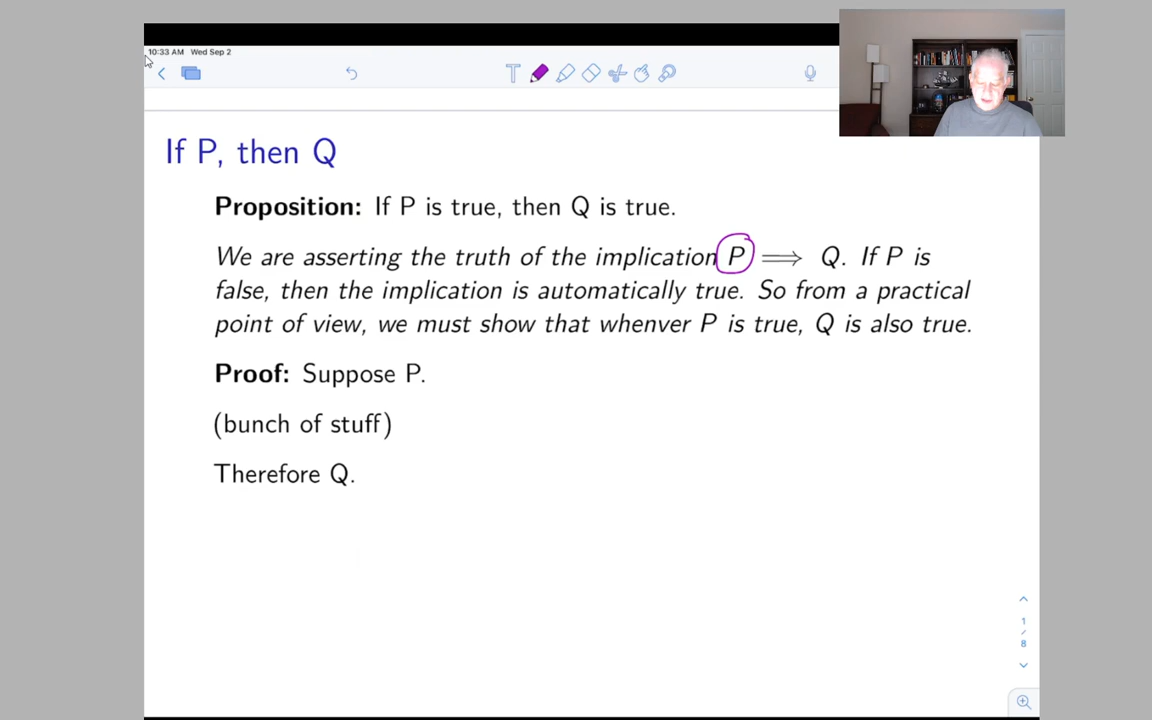 10:33 AM Wed Sep 2
If P, then Q
Proposition: If P is true, then Q is true.
We are asserting the truth of the implication P ⟹ Q. If P is
false, then the implication is automatically true. So from a practical
point of view, we must show that whenver P is true, Q is also true.
Proof: Suppose P.
(bunch of stuff)
Therefore Q.
1
/
8